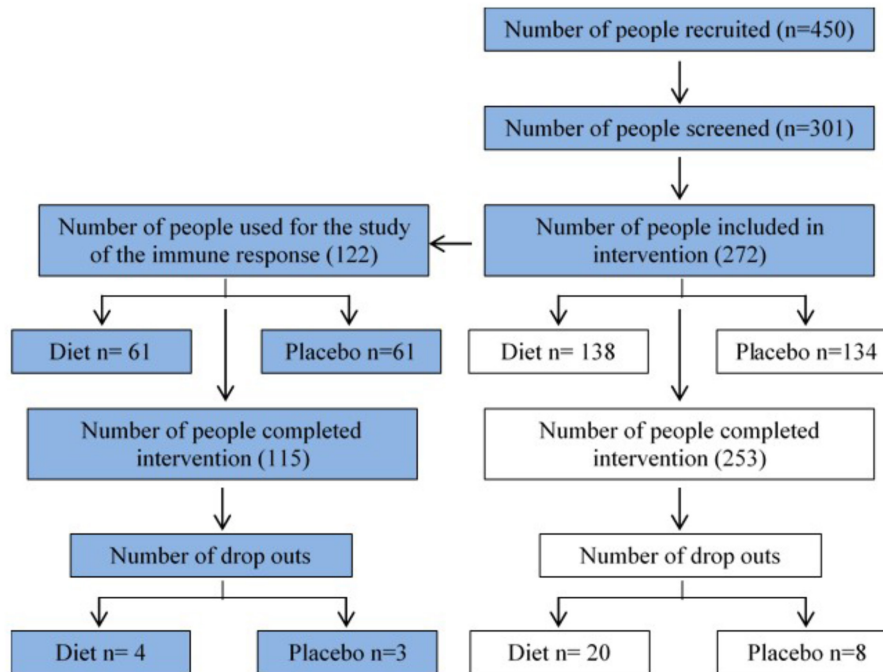 Number of people recruited (n=450)
Number of people screened (n=301)
Number of people used for the study
of the immune response (122)
Number of people included in
intervention (272)
Diet n= 61
Placebo n=61
Diet n= 138
Placebo n=134
Number of people completed
intervention (115)
Number of people completed
intervention (253)
Number of drop outs
Number of drop outs
Diet n= 4
Placebo n=3
Diet n= 20
Placebo n=8